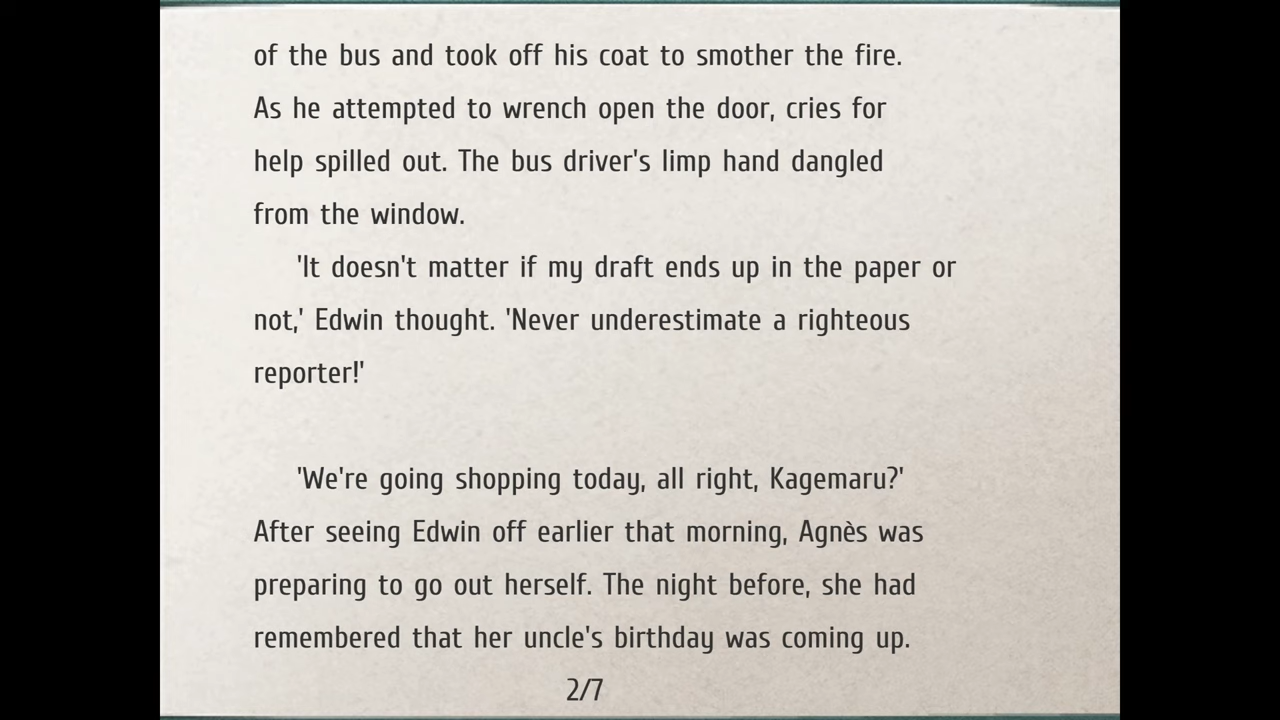 of the bus and took off his coat to smother the fire.
As he attempted to wrench open the door, cries for
help spilled out. The bus driver's limp hand dangled
from the window.
'It doesn't matter if my draft ends up in the paper or
not,' Edwin thought. 'Never underestimate a righteous
reporter!'
'We're going shopping today, all right, Kagemaru?'
After seeing Edwin off earlier that morning, Agnès was
preparing to go out herself. The night before, she had
remembered that her uncle's birthday was coming up.
2/7